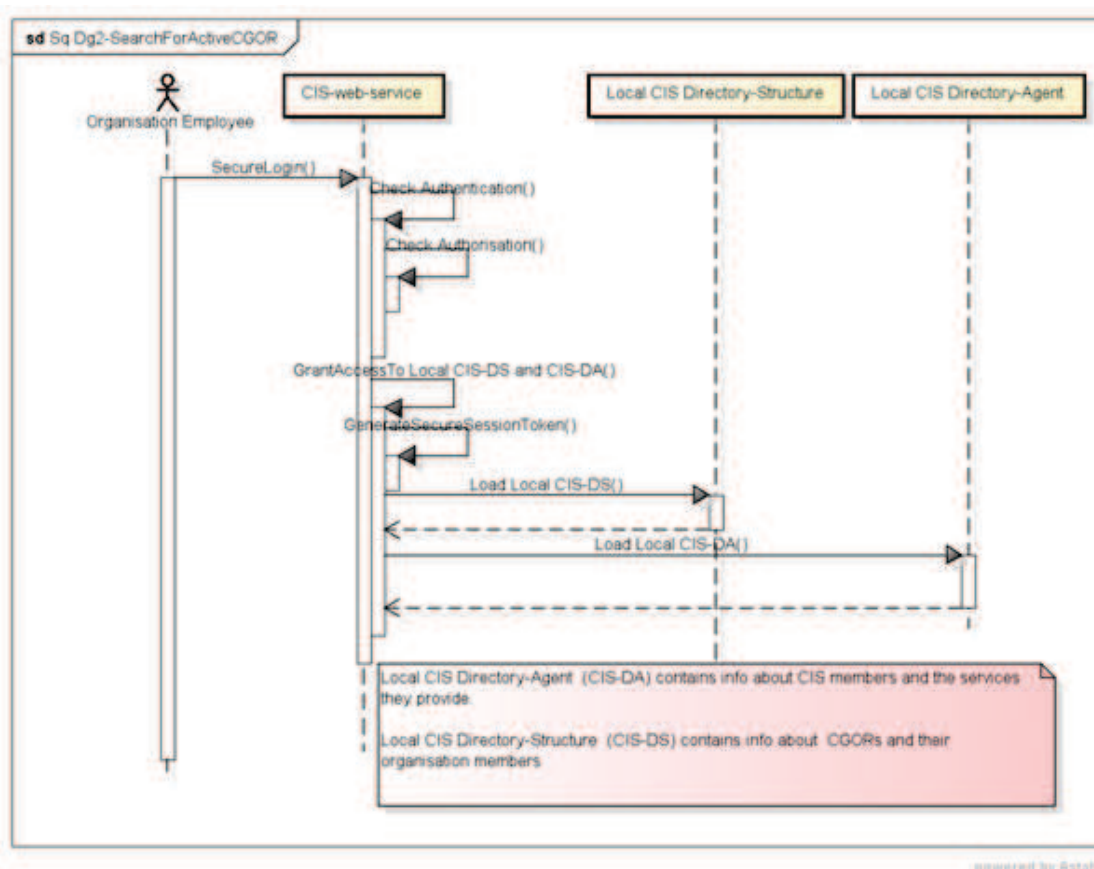 sd Sq Dg2-SearchForActiveCGOR
CIS-web-service
Local CIS Directory-Structure
Local CIS Directory-Agent
Organisation Employee
SecureLogin()
Check Authentication()
Check Authorisation()
GrantAccessTo Local CIS-DS and CIS-DA()
GenerateSecureSessionToken()
Load Local CIS-DS()
Load Local CIS-DA()
Local CIS Directory-Agent (CIS-DA) contains info about CIS members and the services
they provide.
Local CIS Directory-Structure (CIS-DS) contains info about CGORs and their
organisation members
powered by